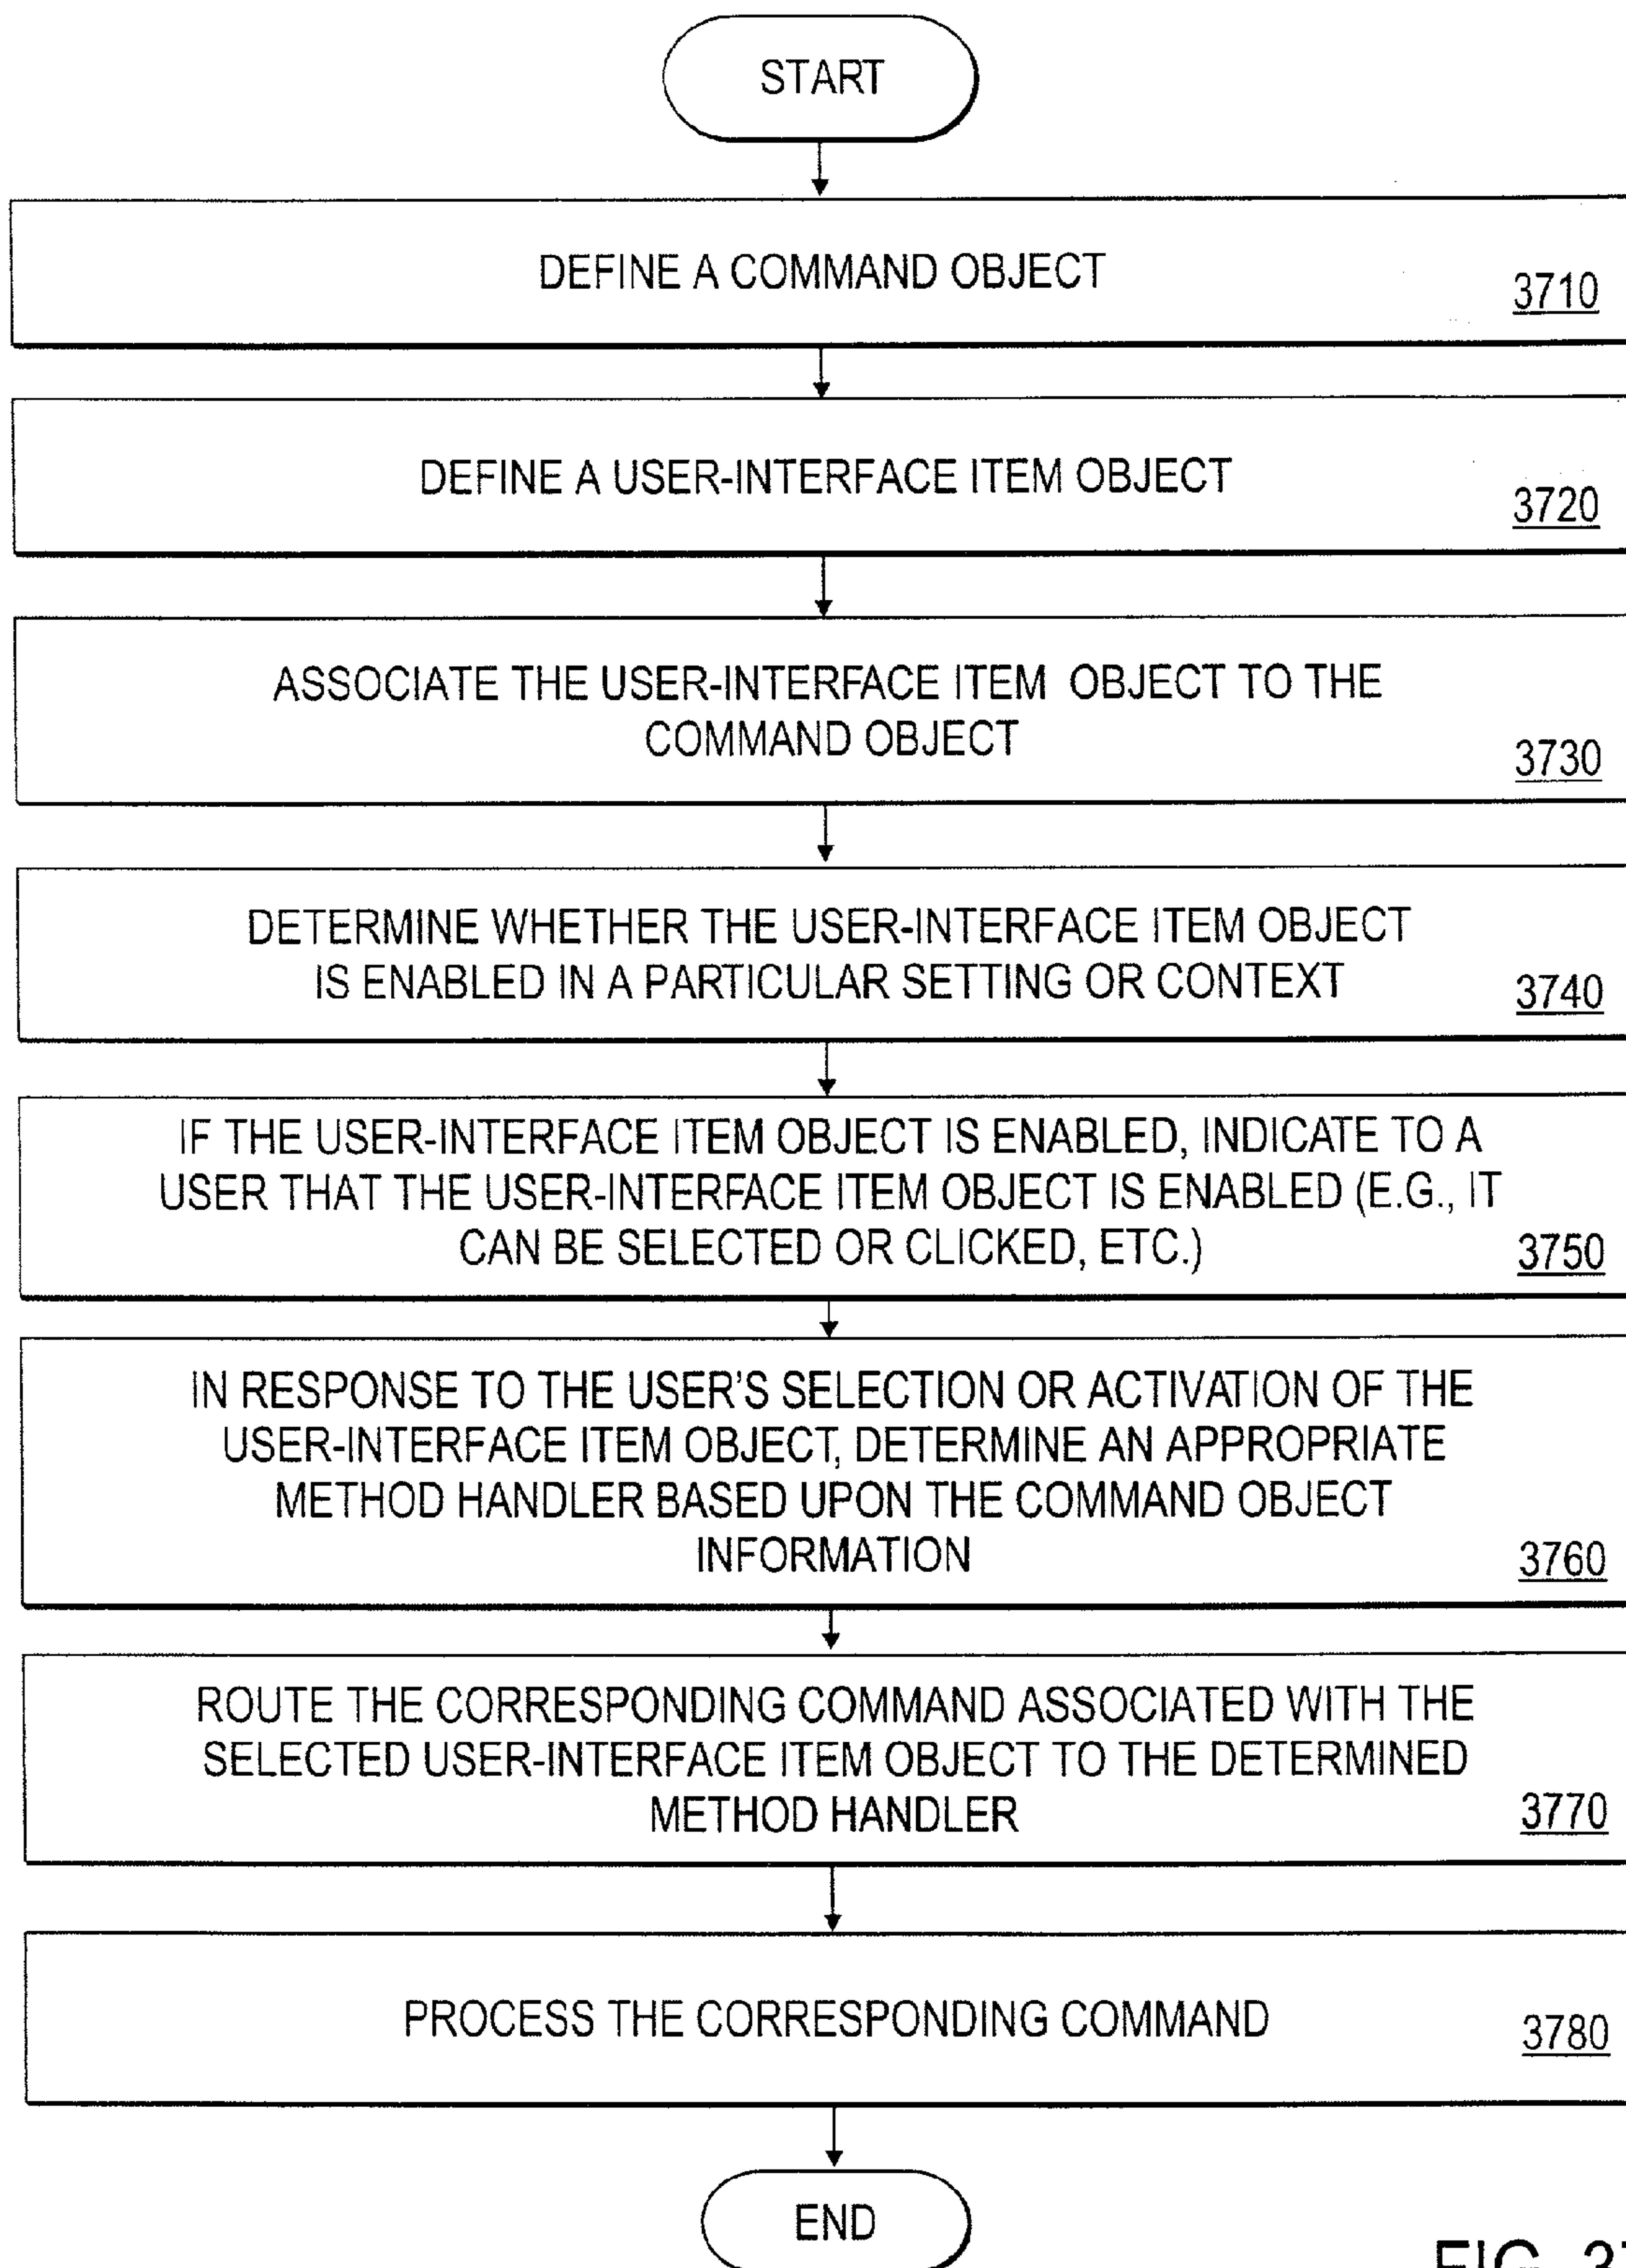 START
DEFINE A COMMAND OBJECT
3710
DEFINE A USER-INTERFACE ITEM OBJECT
3720
ASSOCIATE THE USER-INTERFACE ITEM OBJECT TO THE
COMMAND OBJECT
3730
DETERMINE WHETHER THE USER-INTERFACE ITEM OBJECT
IS ENABLED IN A PARTICULAR SETTING OR CONTEXT
3740
IF THE USER-INTERFACE ITEM OBJECT IS ENABLED, INDICATE TO A
USER THAT THE USER-INTERFACE ITEM OBJECT IS ENABLED (E.G., IT
CAN BE SELECTED OR CLICKED, ETC.)
3750
IN RESPONSE TO THE USER'S SELECTION OR ACTIVATION OF THE
USER-INTERFACE ITEM OBJECT, DETERMINE AN APPROPRIATE
METHOD HANDLER BASED UPON THE COMMAND OBJECT
INFORMATION
3760
ROUTE THE CORRESPONDING COMMAND ASSOCIATED WITH THE
SELECTED USER-INTERFACE ITEM OBJECT TO THE DETERMINED
METHOD HANDLER
3770
PROCESS THE CORRESPONDING COMMAND
3780
END
FIG. 37